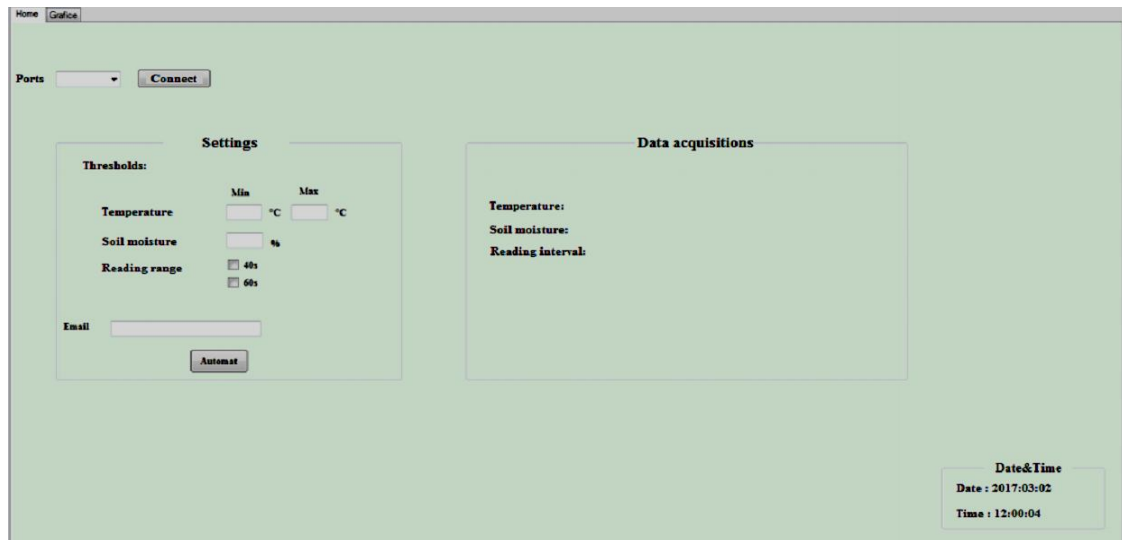 Home Grafice
Ports Connect
Settings
Thresholds:
Min Max
Temperature °C °C
Soil moisture %
Reading range 40s
60s
Email
Automat
Data acquisitions
Temperature:
Soil moisture:
Reading interval:
Date&Time
Date : 2017:03:02
Time : 12:00:04